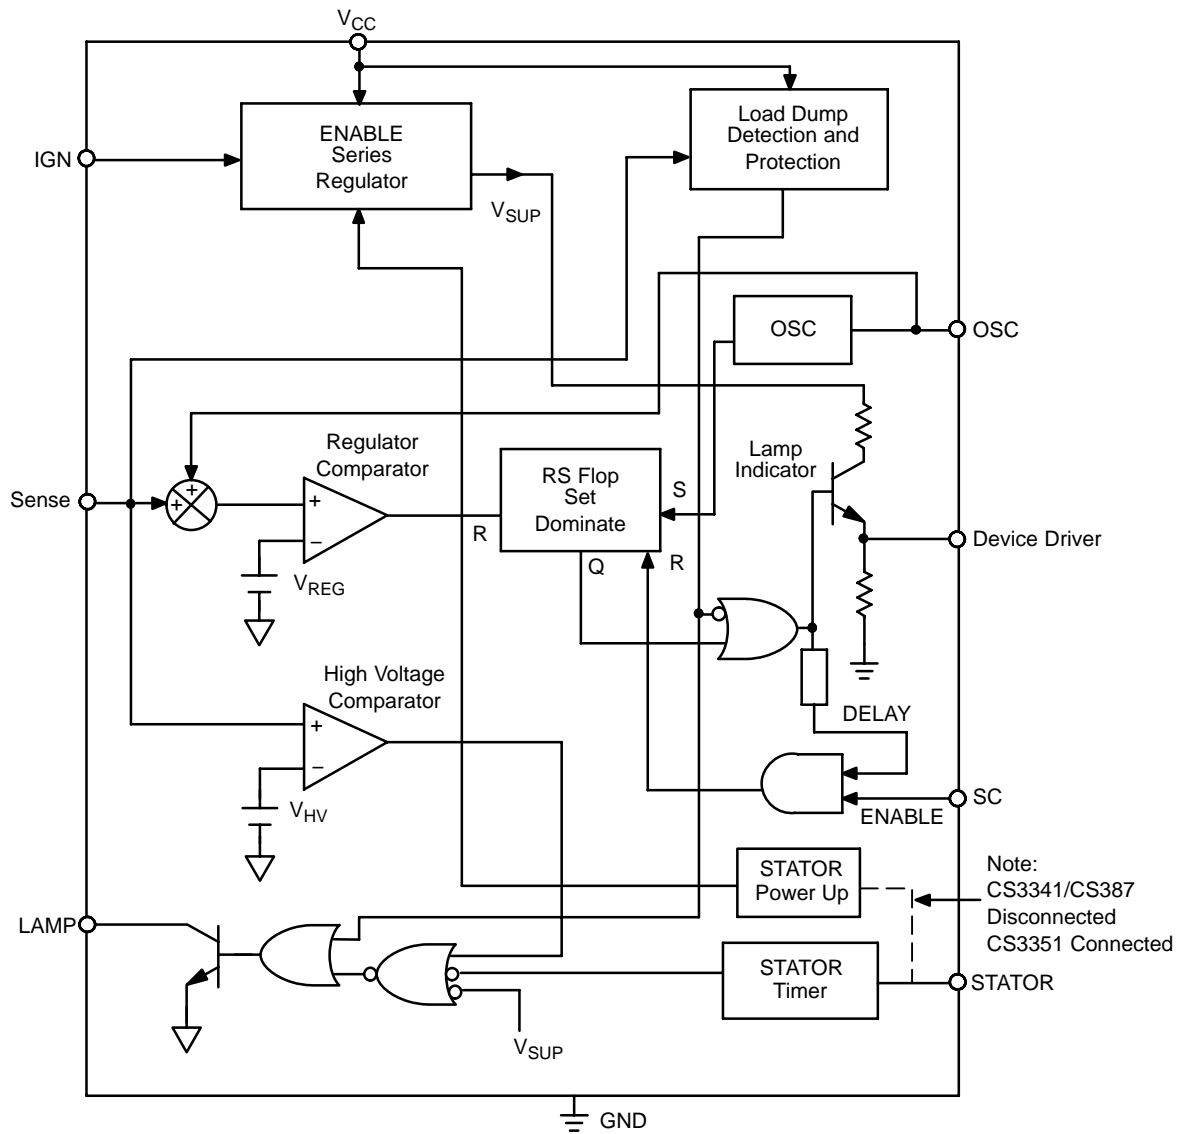 VCC
IGN
ENABLE
Series
Regulator
VSUP
Load Dump
Detection and
Protection
OSC
OSC
Sense
+
+
Regulator
Comparator
+
−
VREG
R
RS Flop
Set
Dominate
S
R
Q
Lamp
Indicator
Device Driver
High Voltage
Comparator
+
−
VHV
DELAY
ENABLE
SC
STATOR
Power Up
Note:
CS3341/CS387
Disconnected
CS3351 Connected
LAMP
STATOR
Timer
STATOR
VSUP
GND